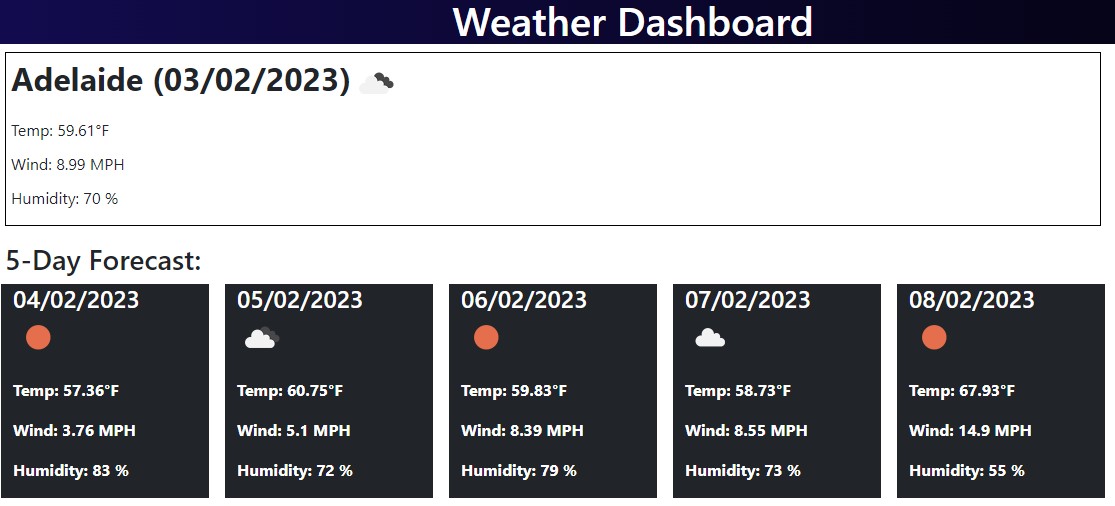 Weather Dashboard
Adelaide (03/02/2023)
Temp: 59.61°F
Wind: 8.99 MPH
Humidity: 70 %
5-Day Forecast:
04/02/2023
Temp: 57.36°F
Wind: 3.76 MPH
Humidity: 83 %
05/02/2023
Temp: 60.75°F
Wind: 5.1 MPH
Humidity: 72 %
06/02/2023
Temp: 59.83°F
Wind: 8.39 MPH
Humidity: 79 %
07/02/2023
Temp: 58.73°F
Wind: 8.55 MPH
Humidity: 73 %
08/02/2023
Temp: 67.93°F
Wind: 14.9 MPH
Humidity: 55 %